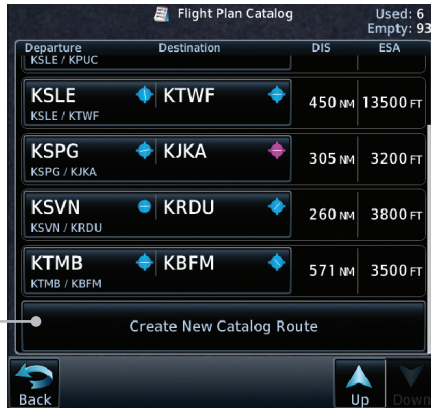 Flight Plan Catalog
Used: 6
Empty: 93
Departure Destination DIS ESA
KSLE / KPUC
KSLE KTWF 450 NM 13500 FT
KSLE / KTWF
KSPG KJKA 305 NM 3200 FT
KSPG / KJKA
KSVN KRDU 260 NM 3800 FT
KSVN / KRDU
KTMB KBFM 571 NM 3500 FT
KTMB / KBFM
Create New Catalog Route
Back Up Down